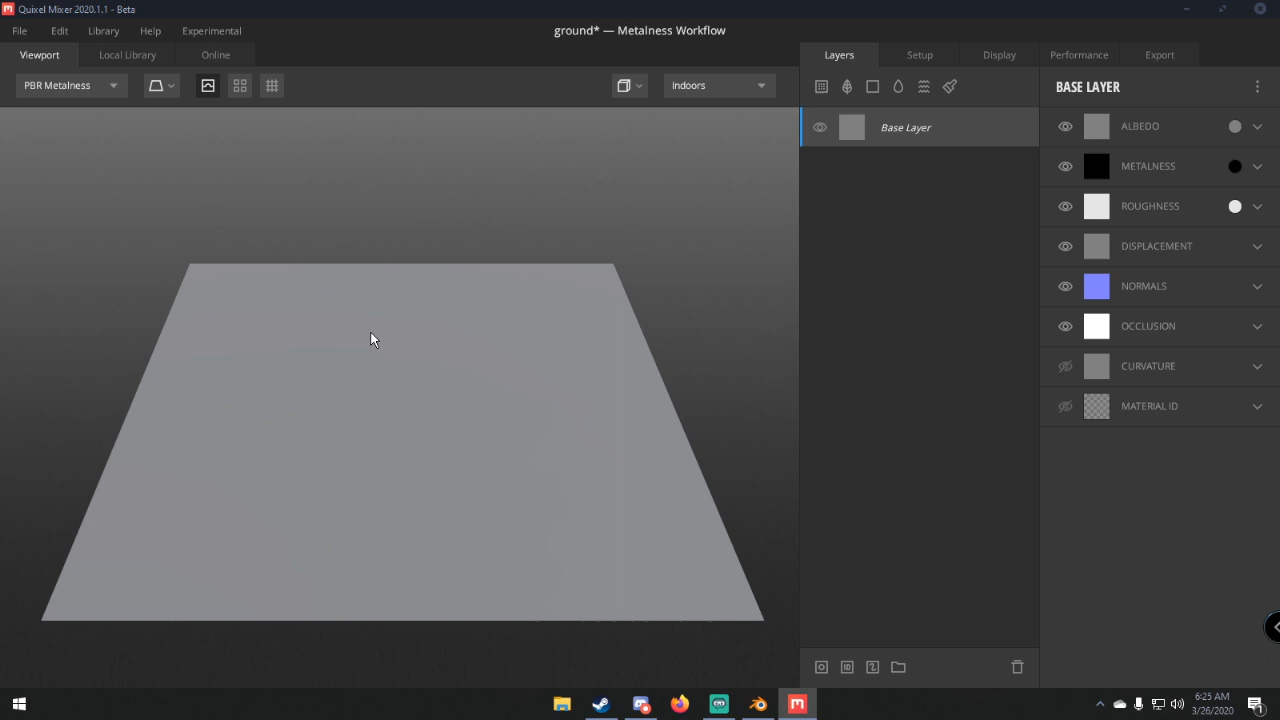 Quixel Mixer 2020.1.1 - Beta
File Edit Library Help Experimental
ground* — Metalness Workflow
Viewport Local Library Online
Layers Setup Display Performance Export
PBR Metalness
Indoors
BASE LAYER
Base Layer
ALBEDO
METALNESS
ROUGHNESS
DISPLACEMENT
NORMALS
OCCLUSION
CURVATURE
MATERIAL ID
6:25 AM
3/26/2020